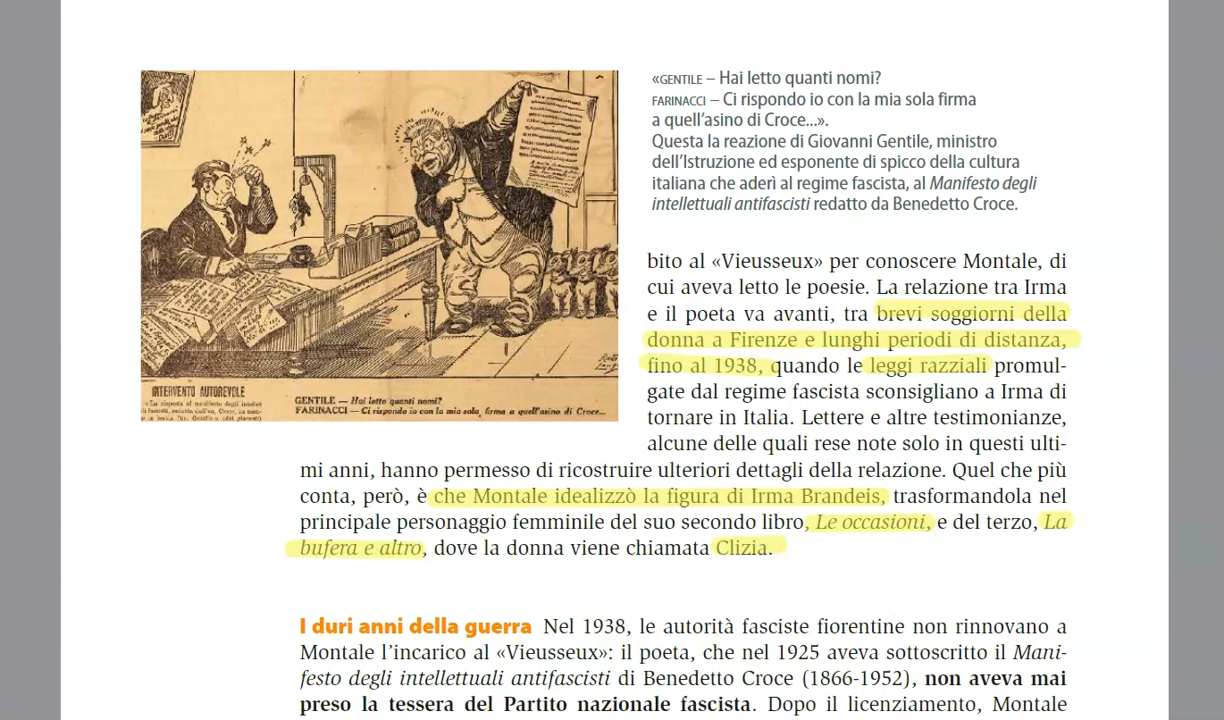 «GENTILE – Hai letto quanti nomi?
FARINACCI – Ci rispondo io con la mia sola firma
a quell'asino di Croce...».
Questa la reazione di Giovanni Gentile, ministro
dell'Istruzione ed esponente di spicco della cultura
italiana che aderì al regime fascista, al Manifesto degli
intellettuali antifascisti redatto da Benedetto Croce.
INTERVENTO AUTOREVOLE
GENTILE — Hai letto quanti nomi?
FARINACCI — Ci rispondo io con la mia sola firma a quell'asino di Croce...
bito al «Vieusseux» per conoscere Montale, di
cui aveva letto le poesie. La relazione tra Irma
e il poeta va avanti, tra brevi soggiorni della
donna a Firenze e lunghi periodi di distanza,
fino al 1938, quando le leggi razziali promul-
gate dal regime fascista sconsigliano a Irma di
tornare in Italia. Lettere e altre testimonianze,
alcune delle quali rese note solo in questi ulti-
mi anni, hanno permesso di ricostruire ulteriori dettagli della relazione. Quel che più
conta, però, è che Montale idealizzò la figura di Irma Brandeis, trasformandola nel
principale personaggio femminile del suo secondo libro, Le occasioni, e del terzo, La
bufera e altro, dove la donna viene chiamata Clizia.
I duri anni della guerra Nel 1938, le autorità fasciste fiorentine non rinnovano a
Montale l'incarico al «Vieusseux»: il poeta, che nel 1925 aveva sottoscritto il Mani-
festo degli intellettuali antifascisti di Benedetto Croce (1866-1952), non aveva mai
preso la tessera del Partito nazionale fascista. Dopo il licenziamento, Montale